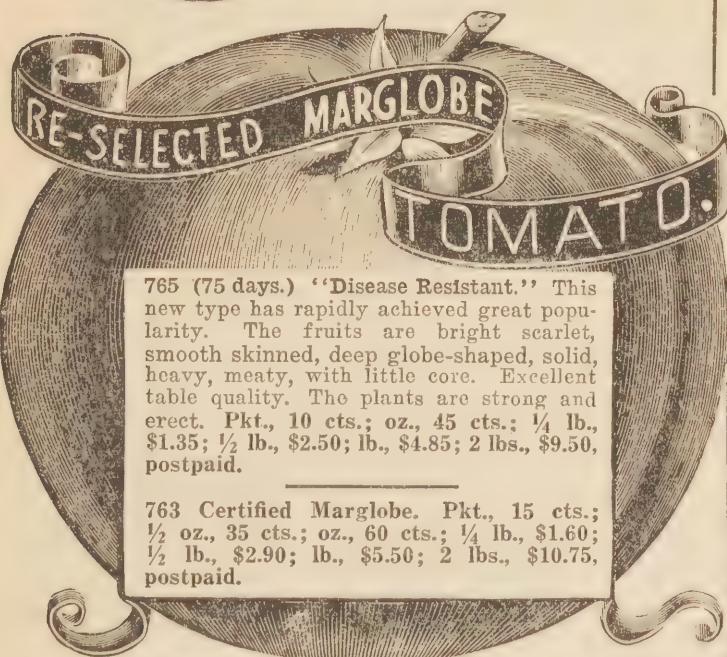 RE-SELECTED MARGLOBE
TOMATO.
765 (75 days.) “Disease Resistant.” This
new type has rapidly achieved great popu-
larity. The fruits are bright scarlet,
smooth skinned, deep globe-shaped, solid,
heavy, meaty, with little core. Excellent
table quality. The plants are strong and
erect. Pkt., 10 cts.; oz., 45 cts.; ¼ lb.,
$1.35; ½ lb., $2.50; lb., $4.85; 2 lbs., $9.50,
postpaid.
763 Certified Marglobe. Pkt., 15 cts.;
½ oz., 35 cts.; oz., 60 cts.; ¼ lb., $1.60;
½ lb., $2.90; lb., $5.50; 2 lbs., $10.75,
postpaid.